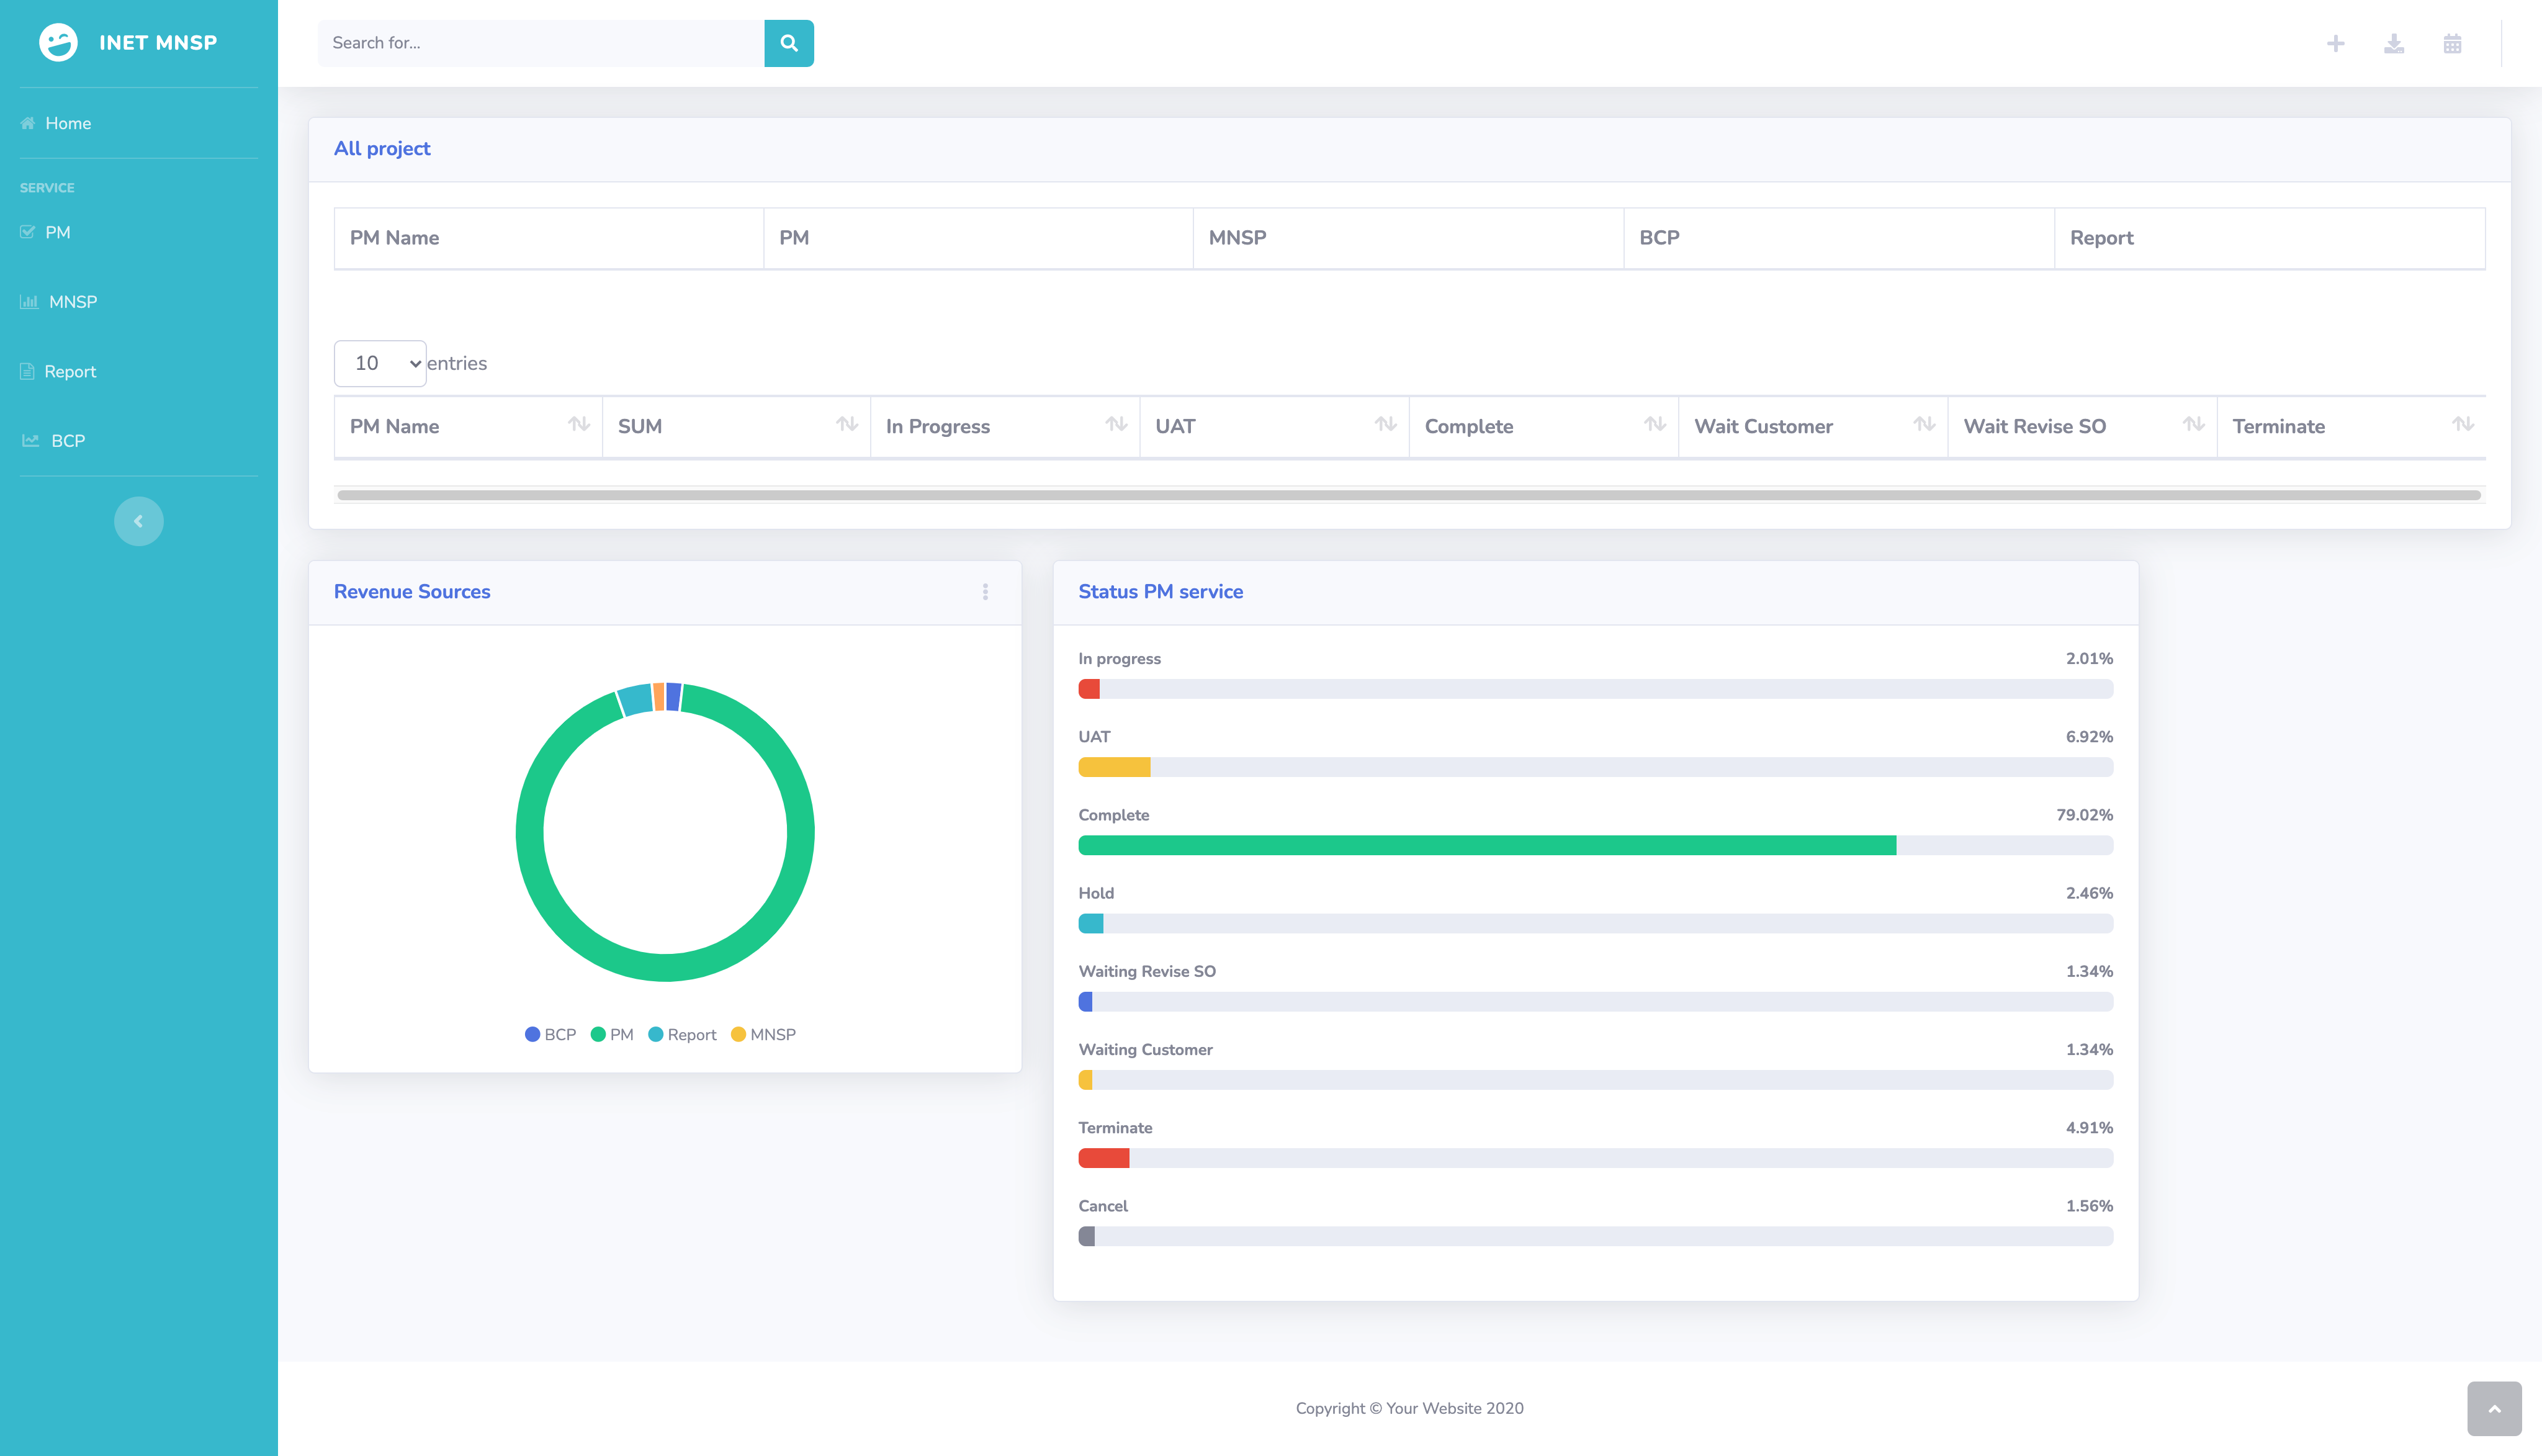 INET MNSP
Search for...
Home
SERVICE
PM
MNSP
Report
BCP
All project
PM Name PM MNSP BCP Report
10 entries
PM Name SUM In Progress UAT Complete Wait Customer Wait Revise SO Terminate
Revenue Sources
BCP PM Report MNSP
Status PM service
In progress 2.01%
UAT 6.92%
Complete 79.02%
Hold 2.46%
Waiting Revise SO 1.34%
Waiting Customer 1.34%
Terminate 4.91%
Cancel 1.56%
Copyright © Your Website 2020